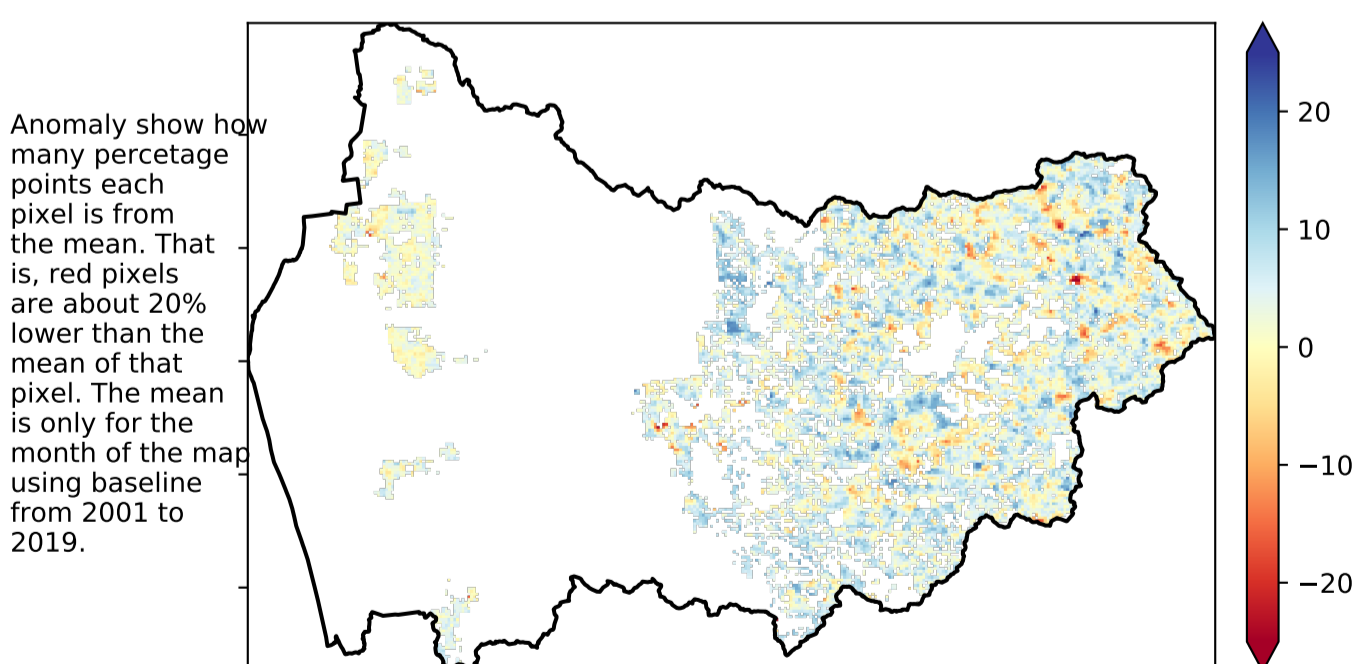 Anomaly show how
many percetage
points each
pixel is from
the mean. That
is, red pixels
are about 20%
lower than the
mean of that
pixel. The mean
is only for the
month of the map
using baseline
from 2001 to
2019.
20
10
0
−10
−20